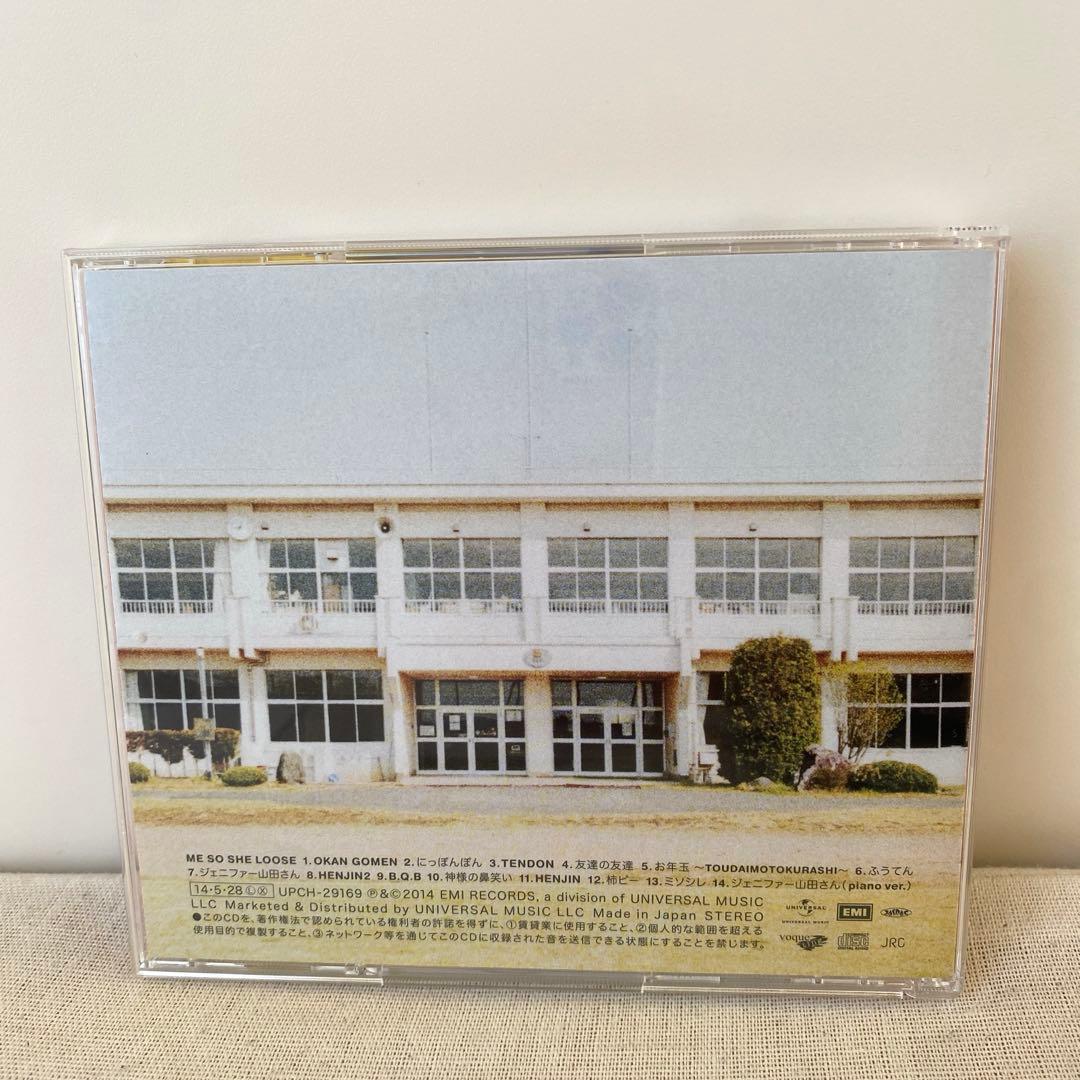 ME SO SHE LOOSE 1.OKAN GOMEN 2.にっぽんぽん 3.TENDON 4.友達の友達 5.お年玉 〜TOUDAIMOTOKURASHI〜 6.ふうてん
7.ジェニファー山田さん 8.HENJIN2 9.B.Q.B 10.神様の鼻笑い 11.HENJIN 12.柿ピー 13.ミソシレ 14.ジェニファー山田さん(piano ver.)
14・5・28 Ⓛ Ⓧ UPCH-29169 Ⓟ&©2014 EMI RECORDS, a division of UNIVERSAL MUSIC
LLC Marketed & Distributed by UNIVERSAL MUSIC LLC Made in Japan STEREO
●このCDを、著作権法で認められている権利者の許諾を得ずに、①賃貸業に使用すること、②個人的な範囲を超える
使用目的で複製すること、③ネットワーク等を通じてこのCDに収録された音を送信できる状態にすることを禁じます。
UNIVERSAL
UNIVERSAL MUSIC
EMI
vogue
disc
DIGITAL AUDIO
JRC